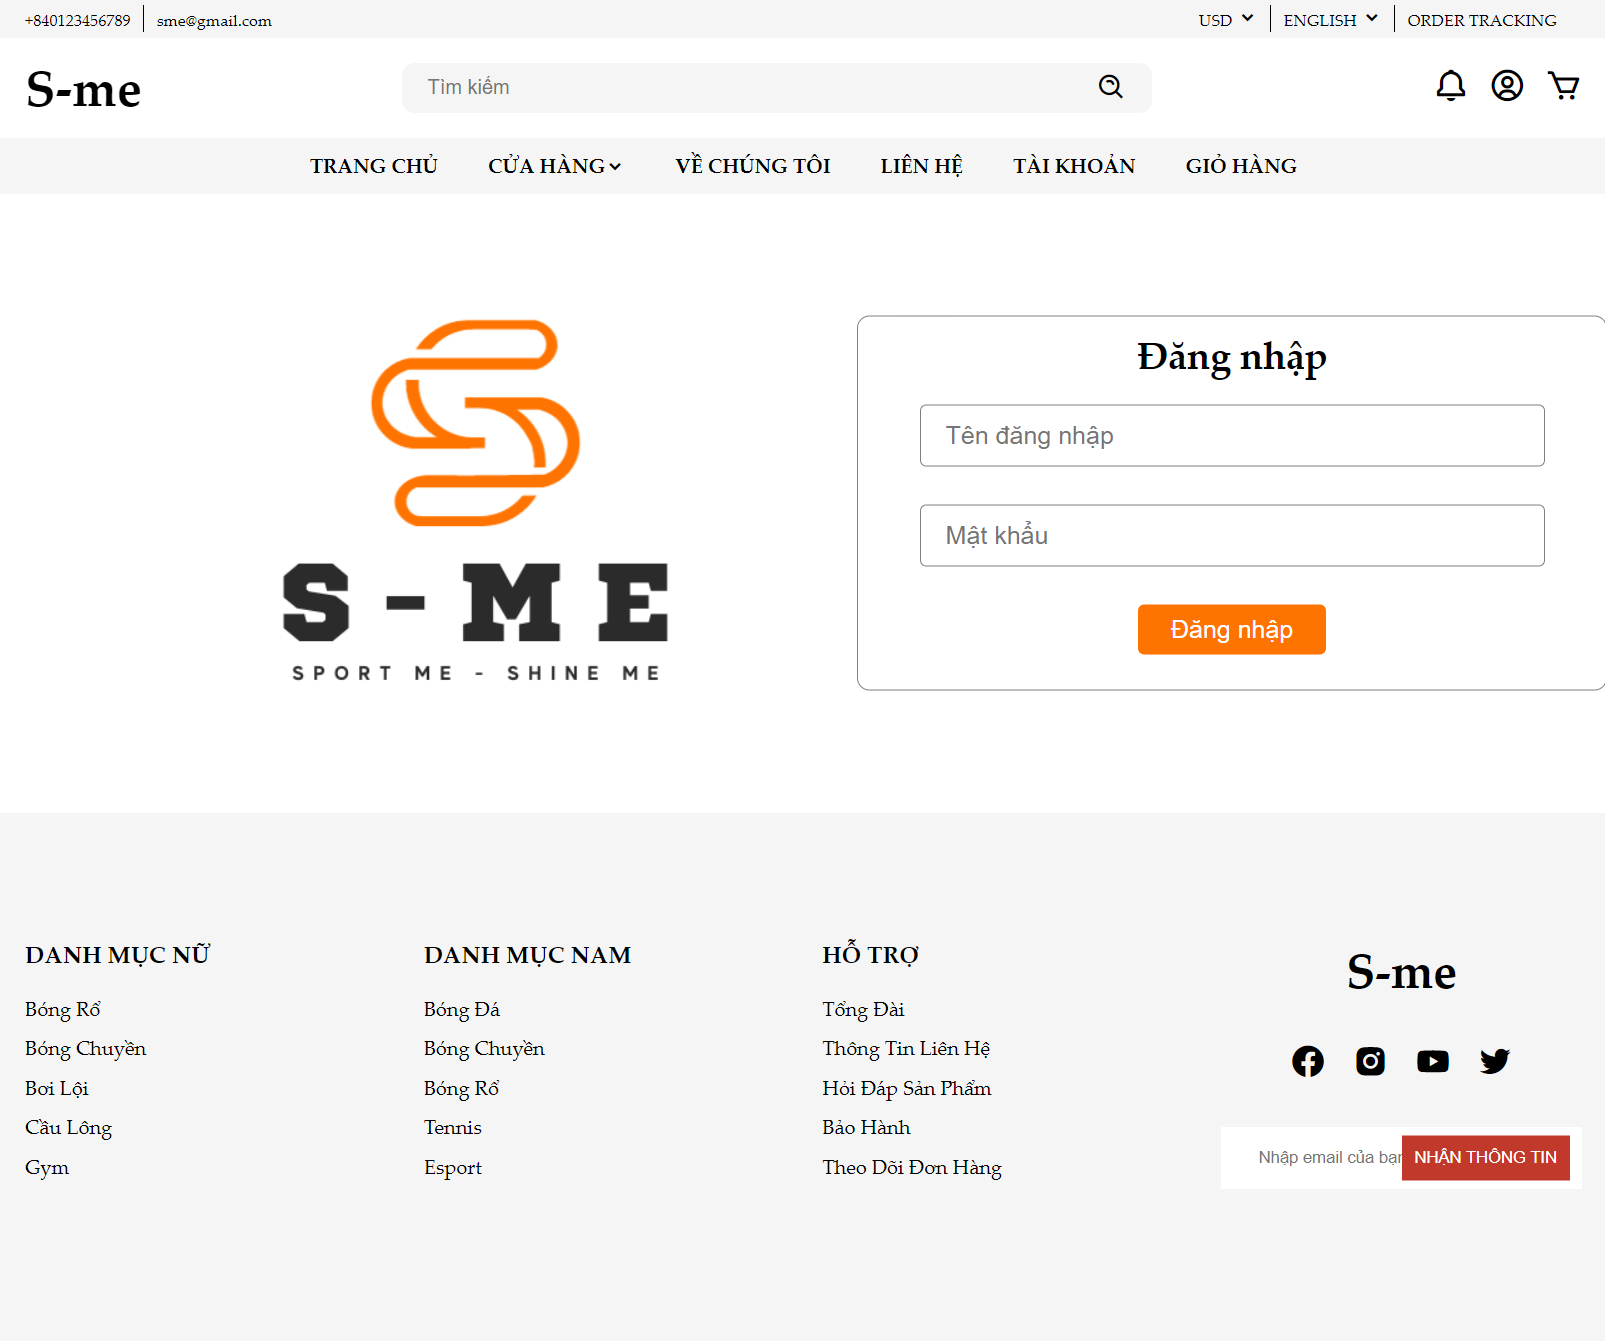 +840123456789 sme@gmail.com USD ENGLISH ORDER TRACKING
S-me Tìm kiếm
TRANG CHỦ CỬA HÀNG VỀ CHÚNG TÔI LIÊN HỆ TÀI KHOẢN GIỎ HÀNG
S - ME
SPORT ME - SHINE ME
Đăng nhập
Tên đăng nhập
Mật khẩu
Đăng nhập
DANH MỤC NỮ
Bóng Rổ
Bóng Chuyền
Bơi Lội
Cầu Lông
Gym
DANH MỤC NAM
Bóng Đá
Bóng Chuyền
Bóng Rổ
Tennis
Esport
HỖ TRỢ
Tổng Đài
Thông Tin Liên Hệ
Hỏi Đáp Sản Phẩm
Bảo Hành
Theo Dõi Đơn Hàng
S-me
Nhập email của bạn NHẬN THÔNG TIN